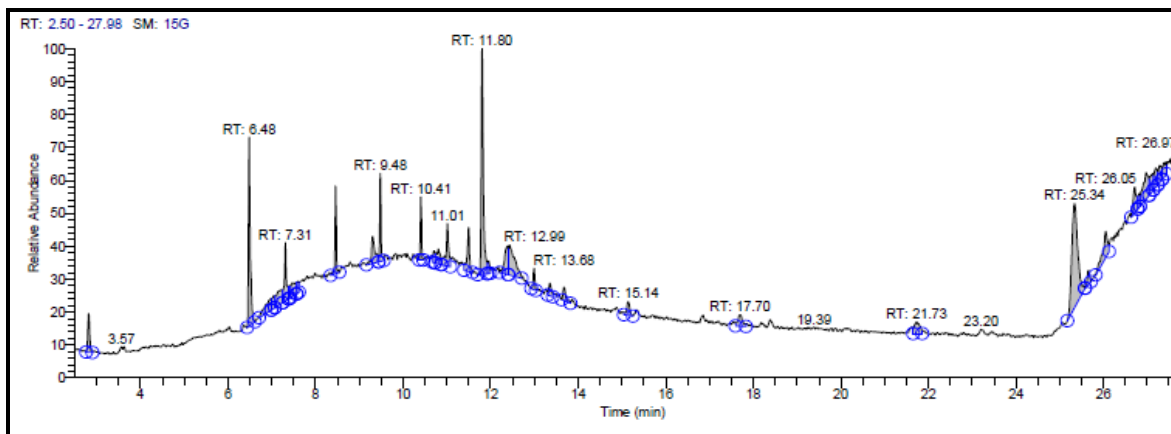 RT: 2.50 - 27.98 SM: 15G
RT: 11.80
100
90
80
70
60
50
40
30
20
10
0
Relative Abundance
RT: 6.48
RT: 9.48
RT: 10.41
11.01
RT: 7.31
RT: 12.99
RT: 13.68
3.57
RT: 15.14
RT: 17.70
19.39
RT: 21.73
23.20
RT: 25.34
RT: 26.05
RT: 26.97
4 6 8 10 12 14 16 18 20 22 24 26
Time (min)